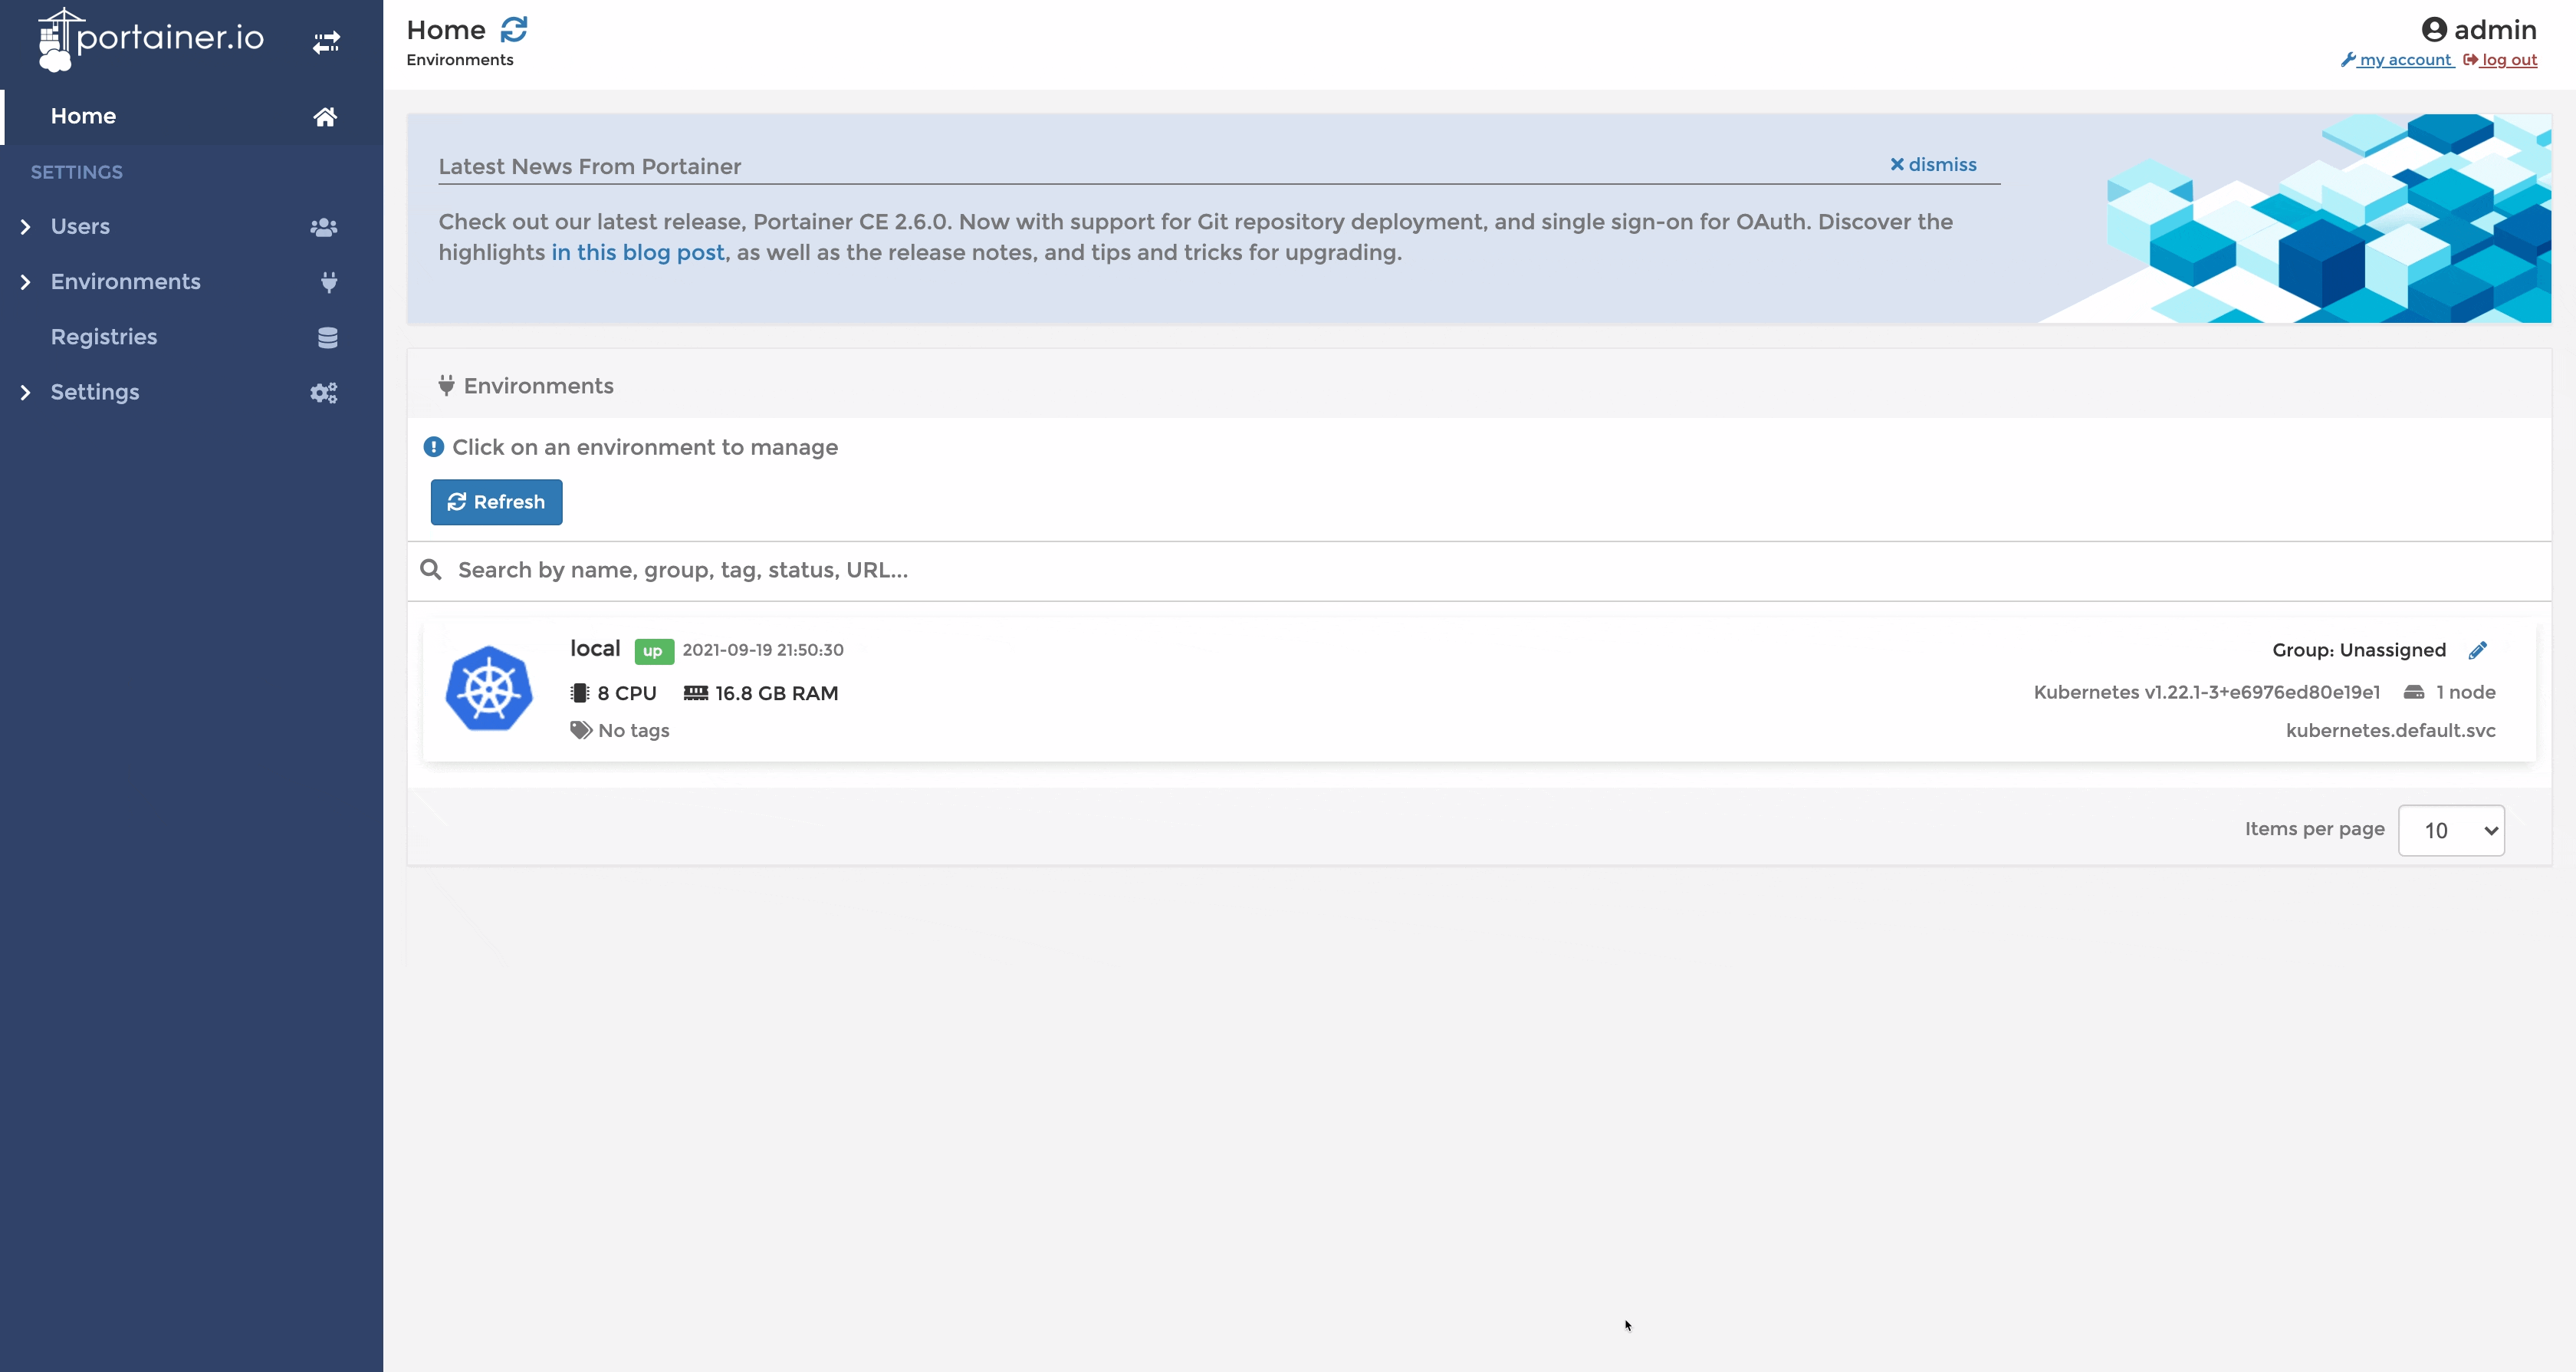 portainer.io
Home
SETTINGS
Users
Environments
Registries
Settings
Home
Environments
admin
my account log out
Latest News From Portainer
dismiss
Check out our latest release, Portainer CE 2.6.0. Now with support for Git repository deployment, and single sign-on for OAuth. Discover the
highlights in this blog post, as well as the release notes, and tips and tricks for upgrading.
Environments
Click on an environment to manage
Refresh
Search by name, group, tag, status, URL...
local up 2021-09-19 21:50:30
Group: Unassigned
8 CPU 16.8 GB RAM
Kubernetes v1.22.1-3+e6976ed80e19e1 1 node
No tags
kubernetes.default.svc
Items per page 10